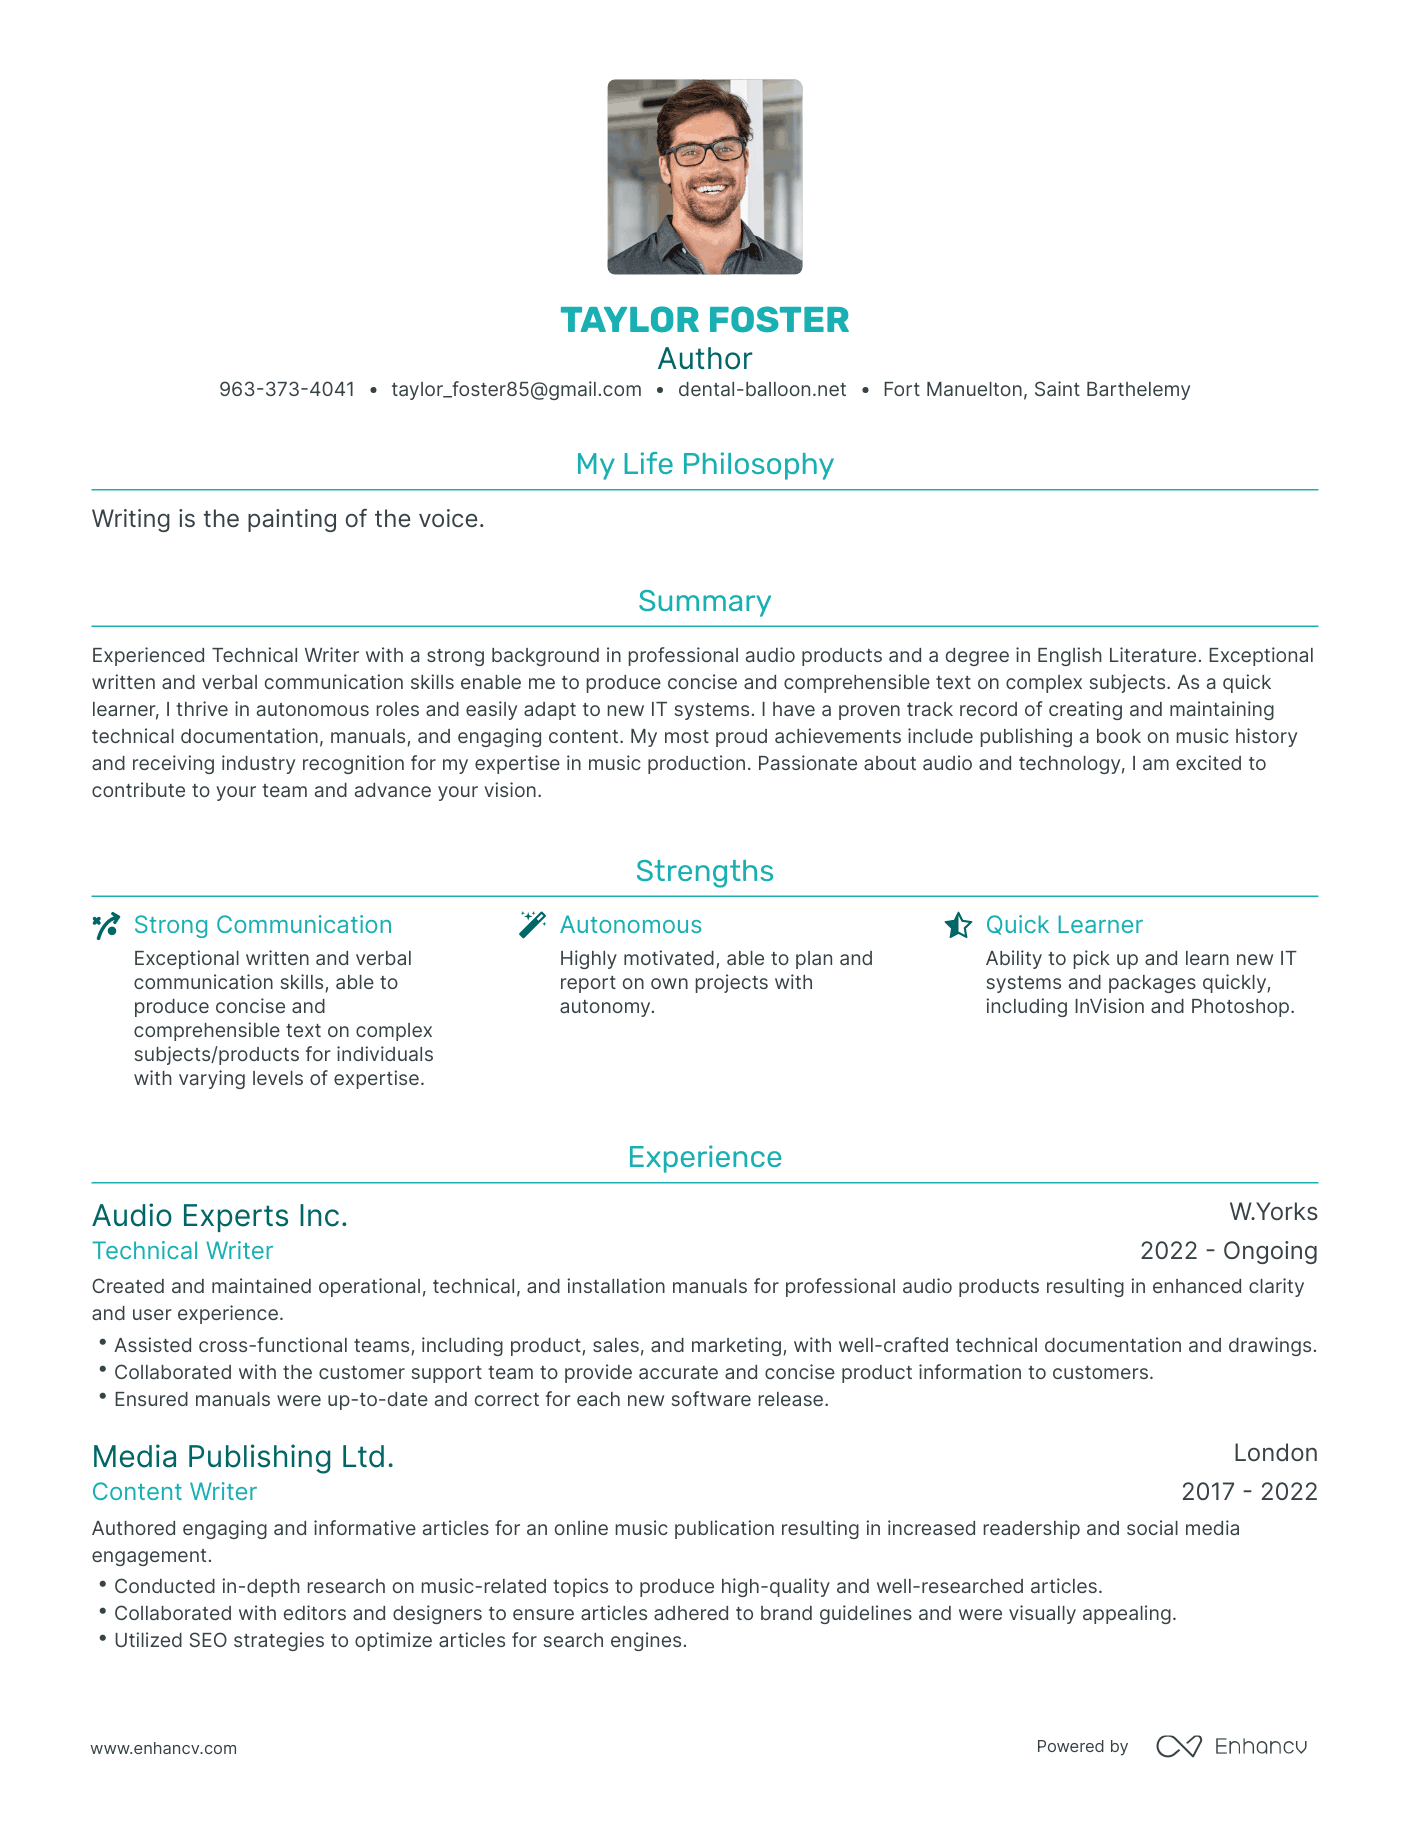 TAYLOR FOSTER
Author
963-373-4041 • taylor_foster85@gmail.com • dental-balloon.net • Fort Manuelton, Saint Barthelemy
My Life Philosophy
Writing is the painting of the voice.
Summary
Experienced Technical Writer with a strong background in professional audio products and a degree in English Literature. Exceptional
written and verbal communication skills enable me to produce concise and comprehensible text on complex subjects. As a quick
learner, I thrive in autonomous roles and easily adapt to new IT systems. I have a proven track record of creating and maintaining
technical documentation, manuals, and engaging content. My most proud achievements include publishing a book on music history
and receiving industry recognition for my expertise in music production. Passionate about audio and technology, I am excited to
contribute to your team and advance your vision.
Strengths
Strong Communication
Exceptional written and verbal
communication skills, able to
produce concise and
comprehensible text on complex
subjects/products for individuals
with varying levels of expertise.
Autonomous
Highly motivated, able to plan and
report on own projects with
autonomy.
Quick Learner
Ability to pick up and learn new IT
systems and packages quickly,
including InVision and Photoshop.
Experience
Audio Experts Inc.
W.Yorks
Technical Writer
2022 - Ongoing
Created and maintained operational, technical, and installation manuals for professional audio products resulting in enhanced clarity
and user experience.
• Assisted cross-functional teams, including product, sales, and marketing, with well-crafted technical documentation and drawings.
• Collaborated with the customer support team to provide accurate and concise product information to customers.
• Ensured manuals were up-to-date and correct for each new software release.
Media Publishing Ltd.
London
Content Writer
2017 - 2022
Authored engaging and informative articles for an online music publication resulting in increased readership and social media
engagement.
• Conducted in-depth research on music-related topics to produce high-quality and well-researched articles.
• Collaborated with editors and designers to ensure articles adhered to brand guidelines and were visually appealing.
• Utilized SEO strategies to optimize articles for search engines.
www.enhancv.com
Powered by Enhancv